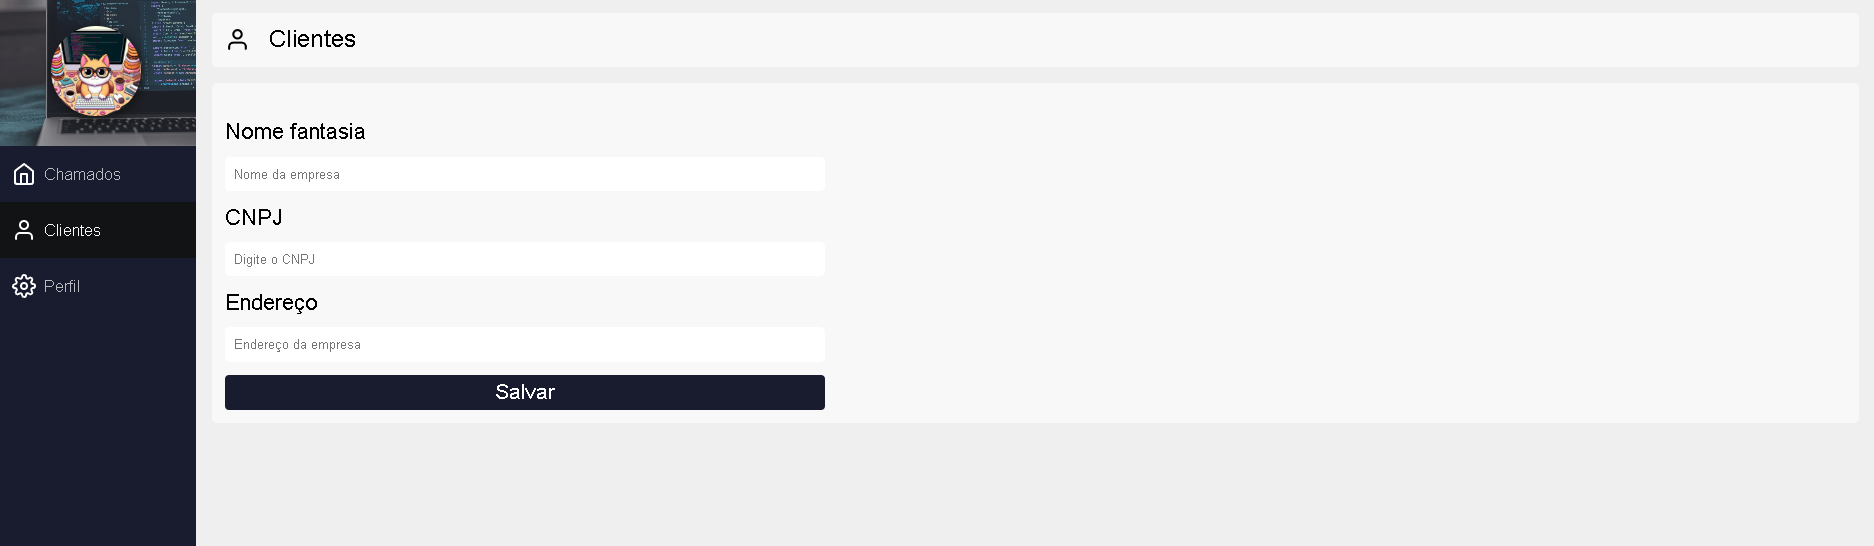 Chamados
Clientes
Perfil
Clientes
Nome fantasia
Nome da empresa
CNPJ
Digite o CNPJ
Endereço
Endereço da empresa
Salvar